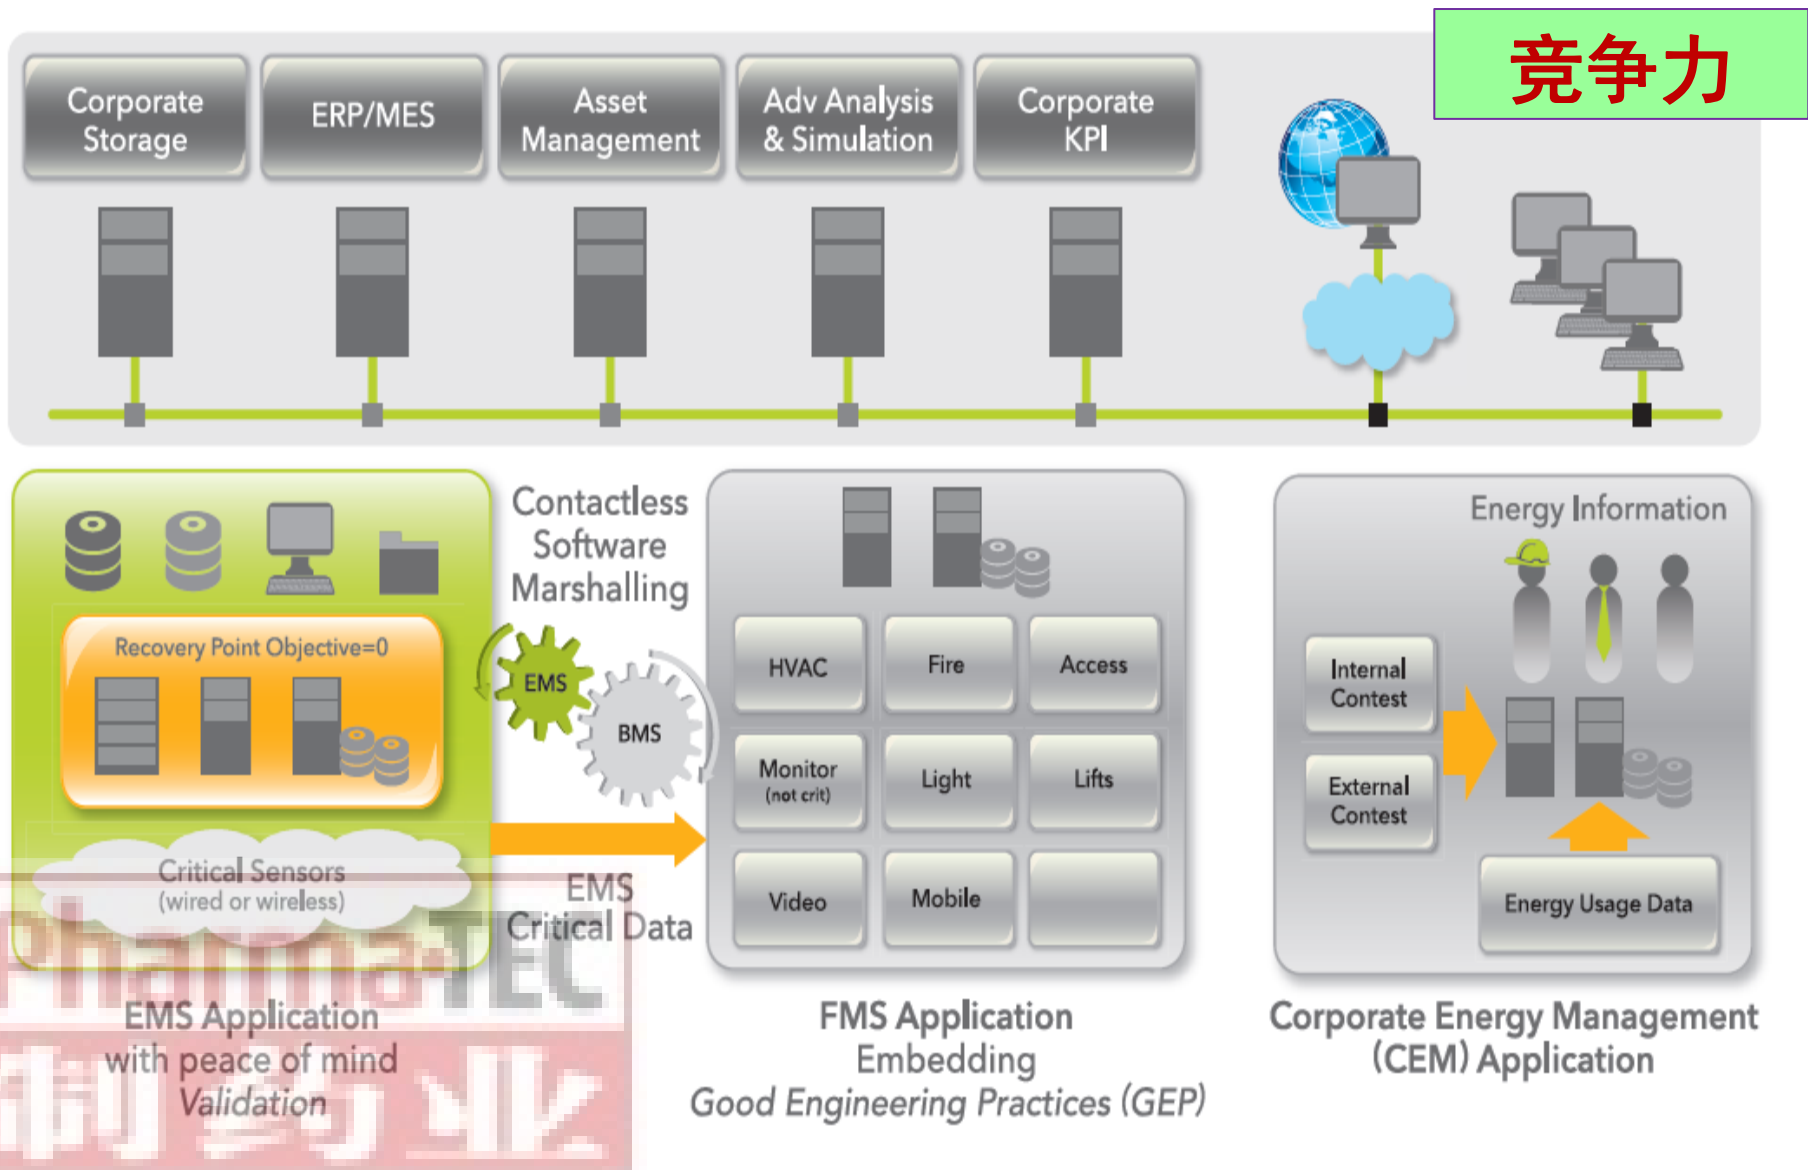 竞争力
Corporate
Storage
ERP/MES
Asset
Management
Adv Analysis
& Simulation
Corporate
KPI
Recovery Point Objective=0
Critical Sensors
(wired or wireless)
EMS Application
with peace of mind
Validation
Contactless
Software
Marshalling
EMS
BMS
EMS
Critical Data
HVAC
Fire
Access
Monitor
(not crit)
Light
Lifts
Video
Mobile
FMS Application
Embedding
Good Engineering Practices (GEP)
Energy Information
Internal
Contest
External
Contest
Energy Usage Data
Corporate Energy Management
(CEM) Application
PharmaTEC
制药业